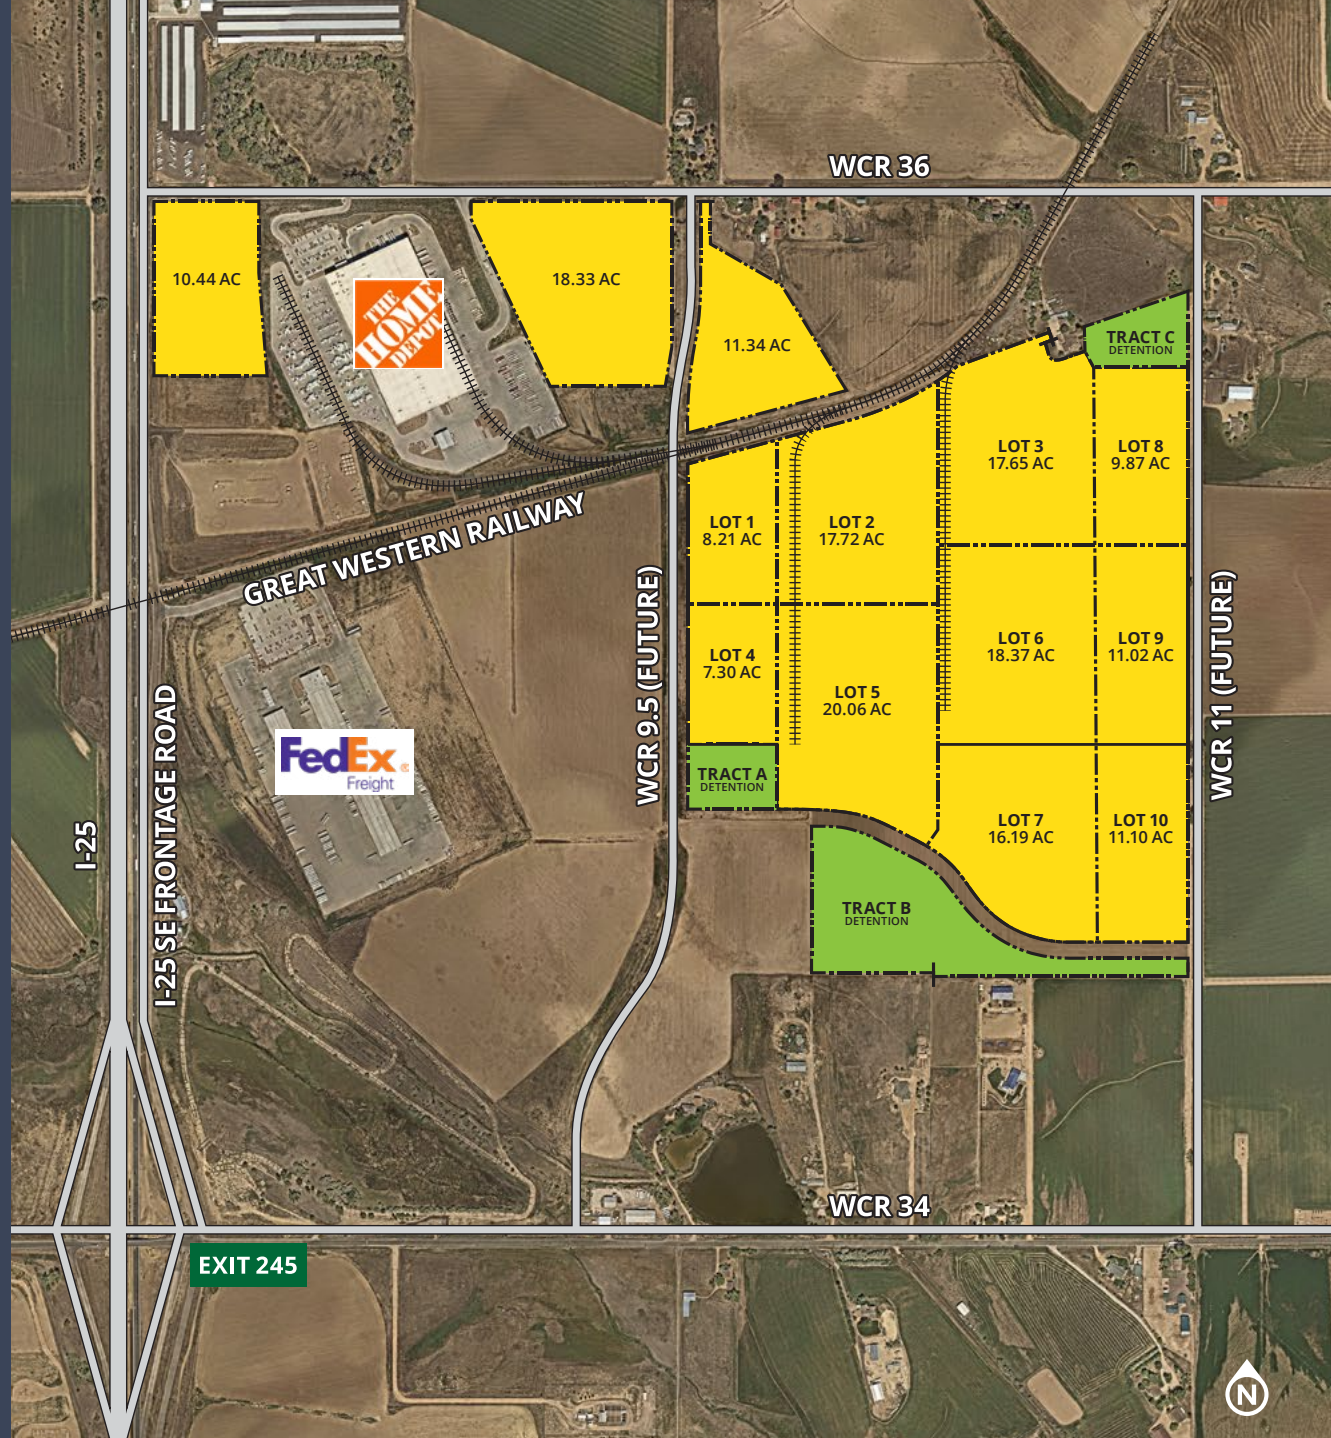 WCR 36
10.44 AC
THE
HOME
DEPOT
18.33 AC
11.34 AC
TRACT C
DETENTION
LOT 3
17.65 AC
LOT 8
9.87 AC
LOT 1
8.21 AC
LOT 2
17.72 AC
GREAT WESTERN RAILWAY
WCR 9.5 (FUTURE)
LOT 4
7.30 AC
LOT 5
20.06 AC
LOT 6
18.37 AC
LOT 9
11.02 AC
WCR 11 (FUTURE)
FedEx
Freight
TRACT A
DETENTION
I-25
I-25 SE FRONTAGE ROAD
LOT 7
16.19 AC
LOT 10
11.10 AC
TRACT B
DETENTION
WCR 34
EXIT 245
N